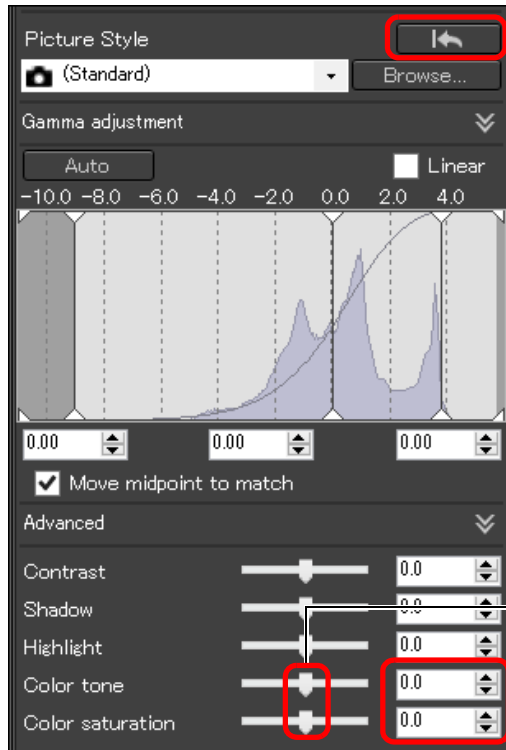 Picture Style
(Standard) Browse...
Gamma adjustment
Auto Linear
-10.0 -8.0 -6.0 -4.0 -2.0 0.0 2.0 4.0
0.00 0.00 0.00
Move midpoint to match
Advanced
Contrast 0.0
Shadow 0.0
Highlight 0.0
Color tone 0.0
Color saturation 0.0